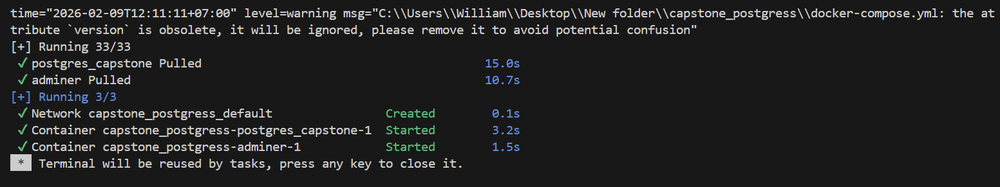 time="2026-02-09T12:11:11+07:00" level=warning msg="C:\\Users\\William\\Desktop\\New folder\\capstone_postgress\\docker-compose.yml: the at
tribute `version` is obsolete, it will be ignored, please remove it to avoid potential confusion"
[+] Running 33/33
✓ postgres_capstone Pulled 15.0s
✓ adminer Pulled 10.7s
[+] Running 3/3
✓ Network capstone_postgress_default Created 0.1s
✓ Container capstone_postgress-postgres_capstone-1 Started 3.2s
✓ Container capstone_postgress-adminer-1 Started 1.5s
* Terminal will be reused by tasks, press any key to close it.